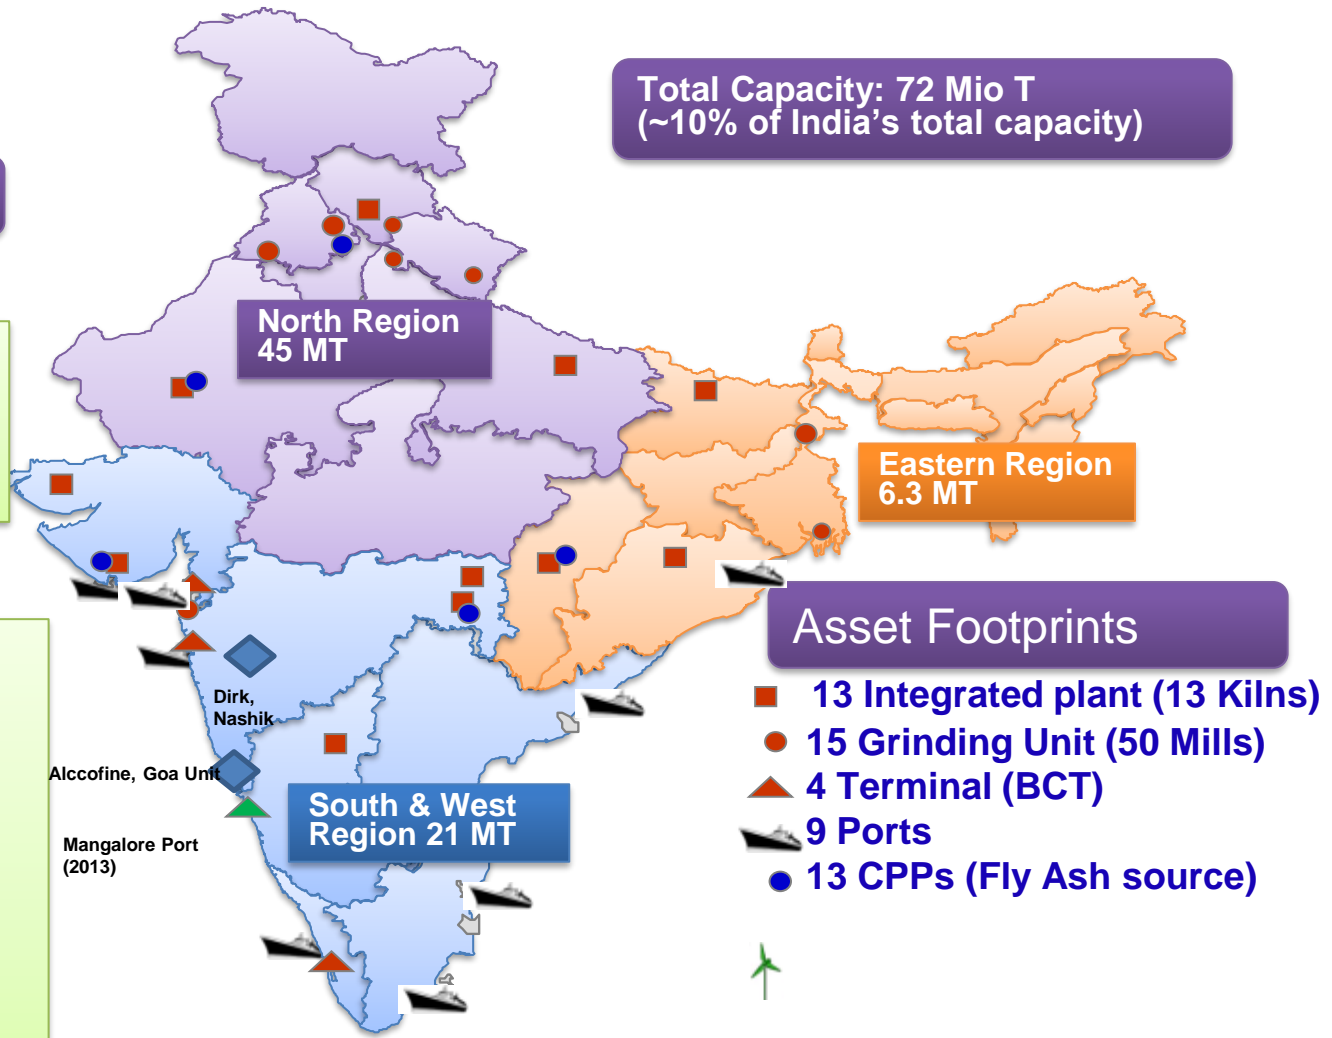 Total Capacity: 72 Mio T
(~10% of India's total capacity)
North Region
45 MT
Eastern Region
6.3 MT
Asset Footprints
13 Integrated plant (13 Kilns)
15 Grinding Unit (50 Mills)
4 Terminal (BCT)
9 Ports
13 CPPs (Fly Ash source)
Dirk,
Nashik
Alccofine, Goa Unit
South & West
Region 21 MT
Mangalore Port
(2013)